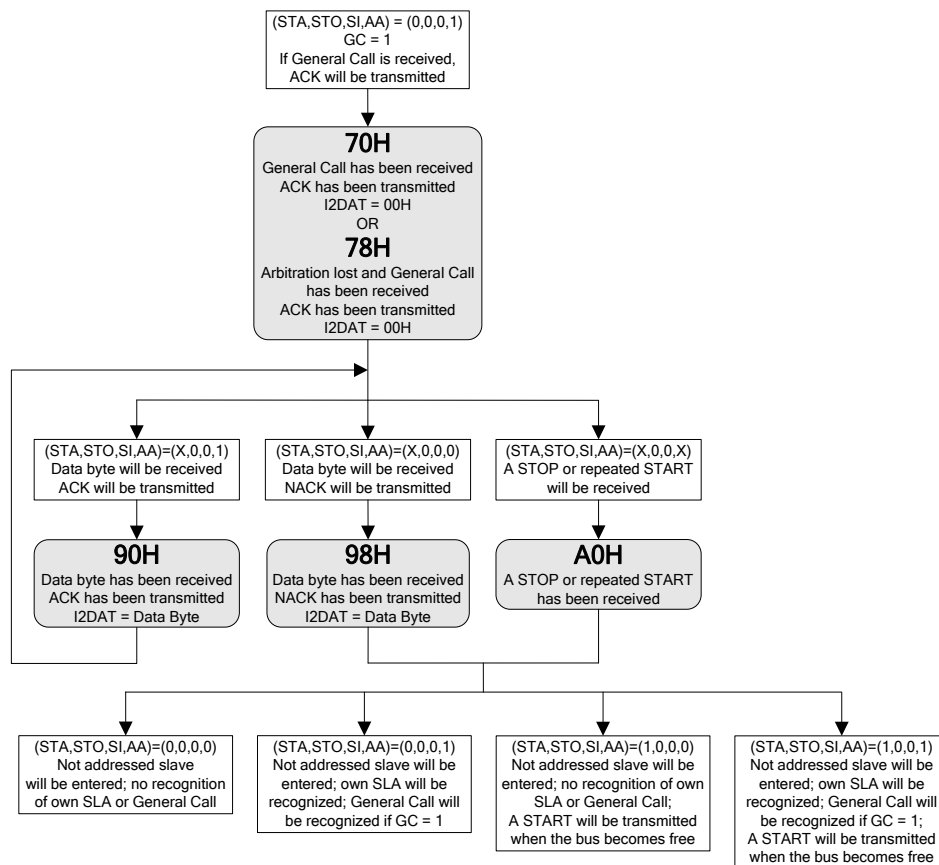 (STA,STO,SI,AA) = (0,0,0,1)
GC = 1
If General Call is received,
ACK will be transmitted
70H
General Call has been received
ACK has been transmitted
I2DAT = 00H
OR
78H
Arbitration lost and General Call
has been received
ACK has been transmitted
I2DAT = 00H
(STA,STO,SI,AA)=(X,0,0,1)
Data byte will be received
ACK will be transmitted
(STA,STO,SI,AA)=(X,0,0,0)
Data byte will be received
NACK will be transmitted
(STA,STO,SI,AA)=(X,0,0,X)
A STOP or repeated START
will be received
90H
Data byte has been received
ACK has been transmitted
I2DAT = Data Byte
98H
Data byte has been received
NACK has been transmitted
I2DAT = Data Byte
A0H
A STOP or repeated START
has been received
(STA,STO,SI,AA)=(0,0,0,0)
Not addressed slave
will be entered; no recognition
of own SLA or General Call
(STA,STO,SI,AA)=(0,0,0,1)
Not addressed slave will be
entered; own SLA will be
recognized; General Call will
be recognized if GC = 1
(STA,STO,SI,AA)=(1,0,0,0)
Not addressed slave will be
entered; no recognition of own
SLA or General Call;
A START will be transmitted
when the bus becomes free
(STA,STO,SI,AA)=(1,0,0,1)
Not addressed slave will be
entered; own SLA will be
recognized; General Call will
be recognized if GC = 1;
A START will be transmitted
when the bus becomes free